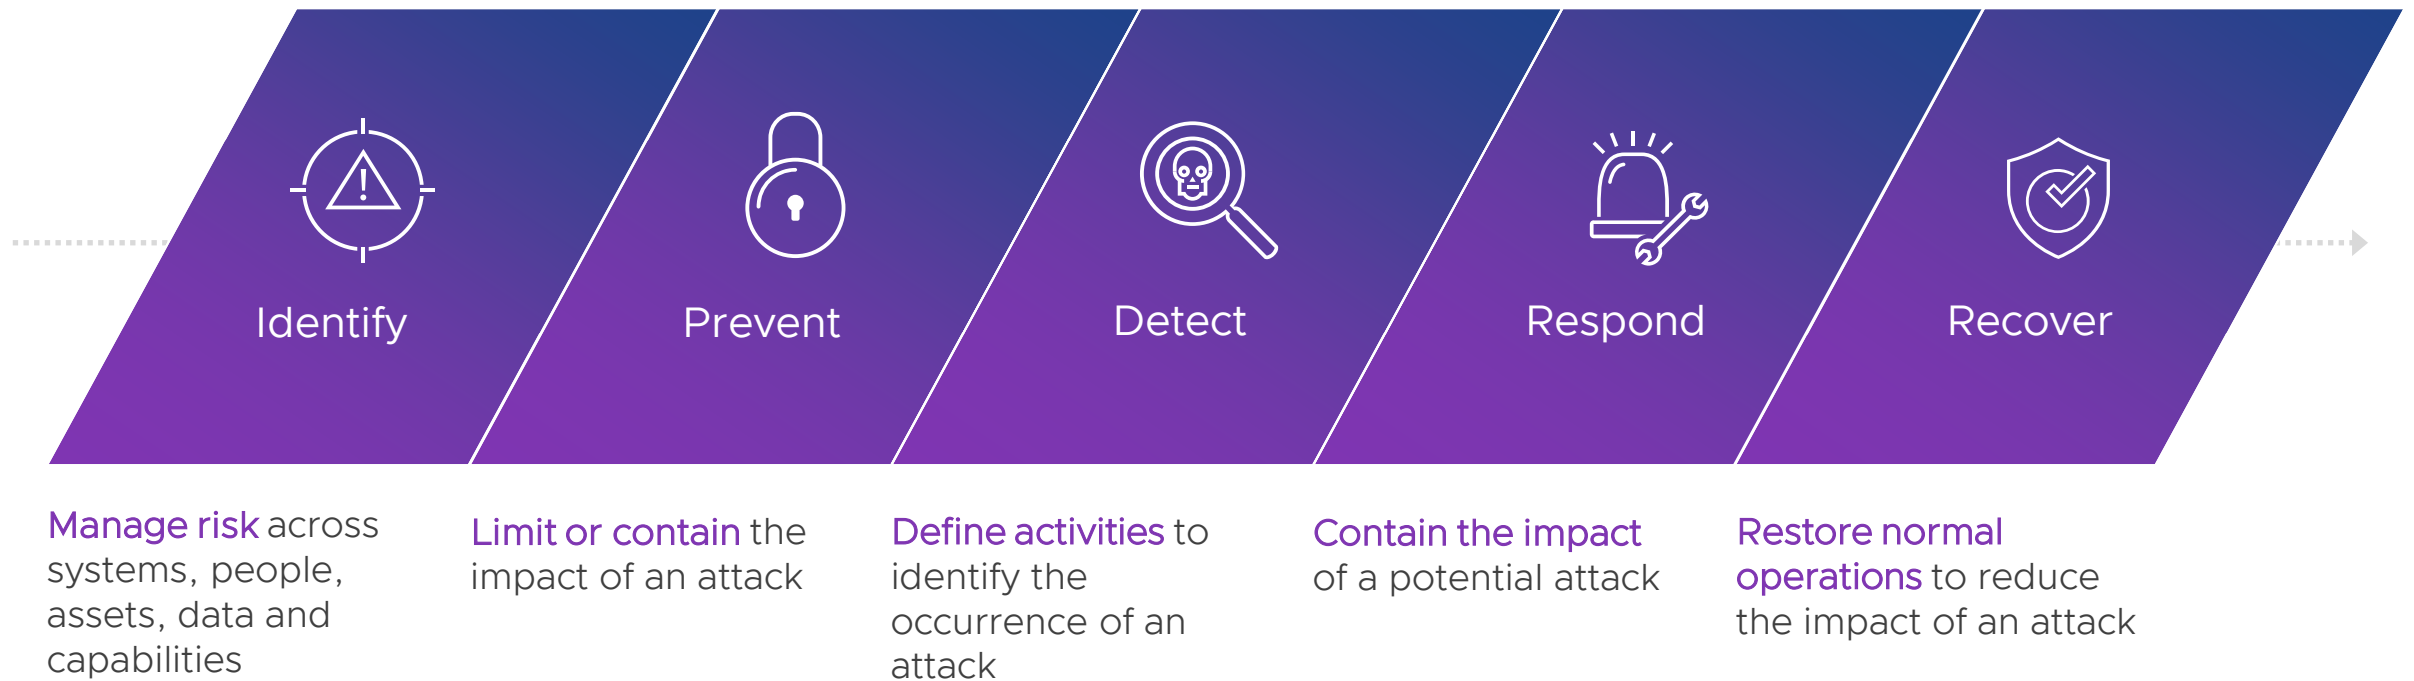 Identify
Prevent
Detect
Respond
Recover
Manage risk across
systems, people,
assets, data and
capabilities
Limit or contain the
impact of an attack
Define activities to
identify the
occurrence of an
attack
Contain the impact
of a potential attack
Restore normal
operations to reduce
the impact of an attack